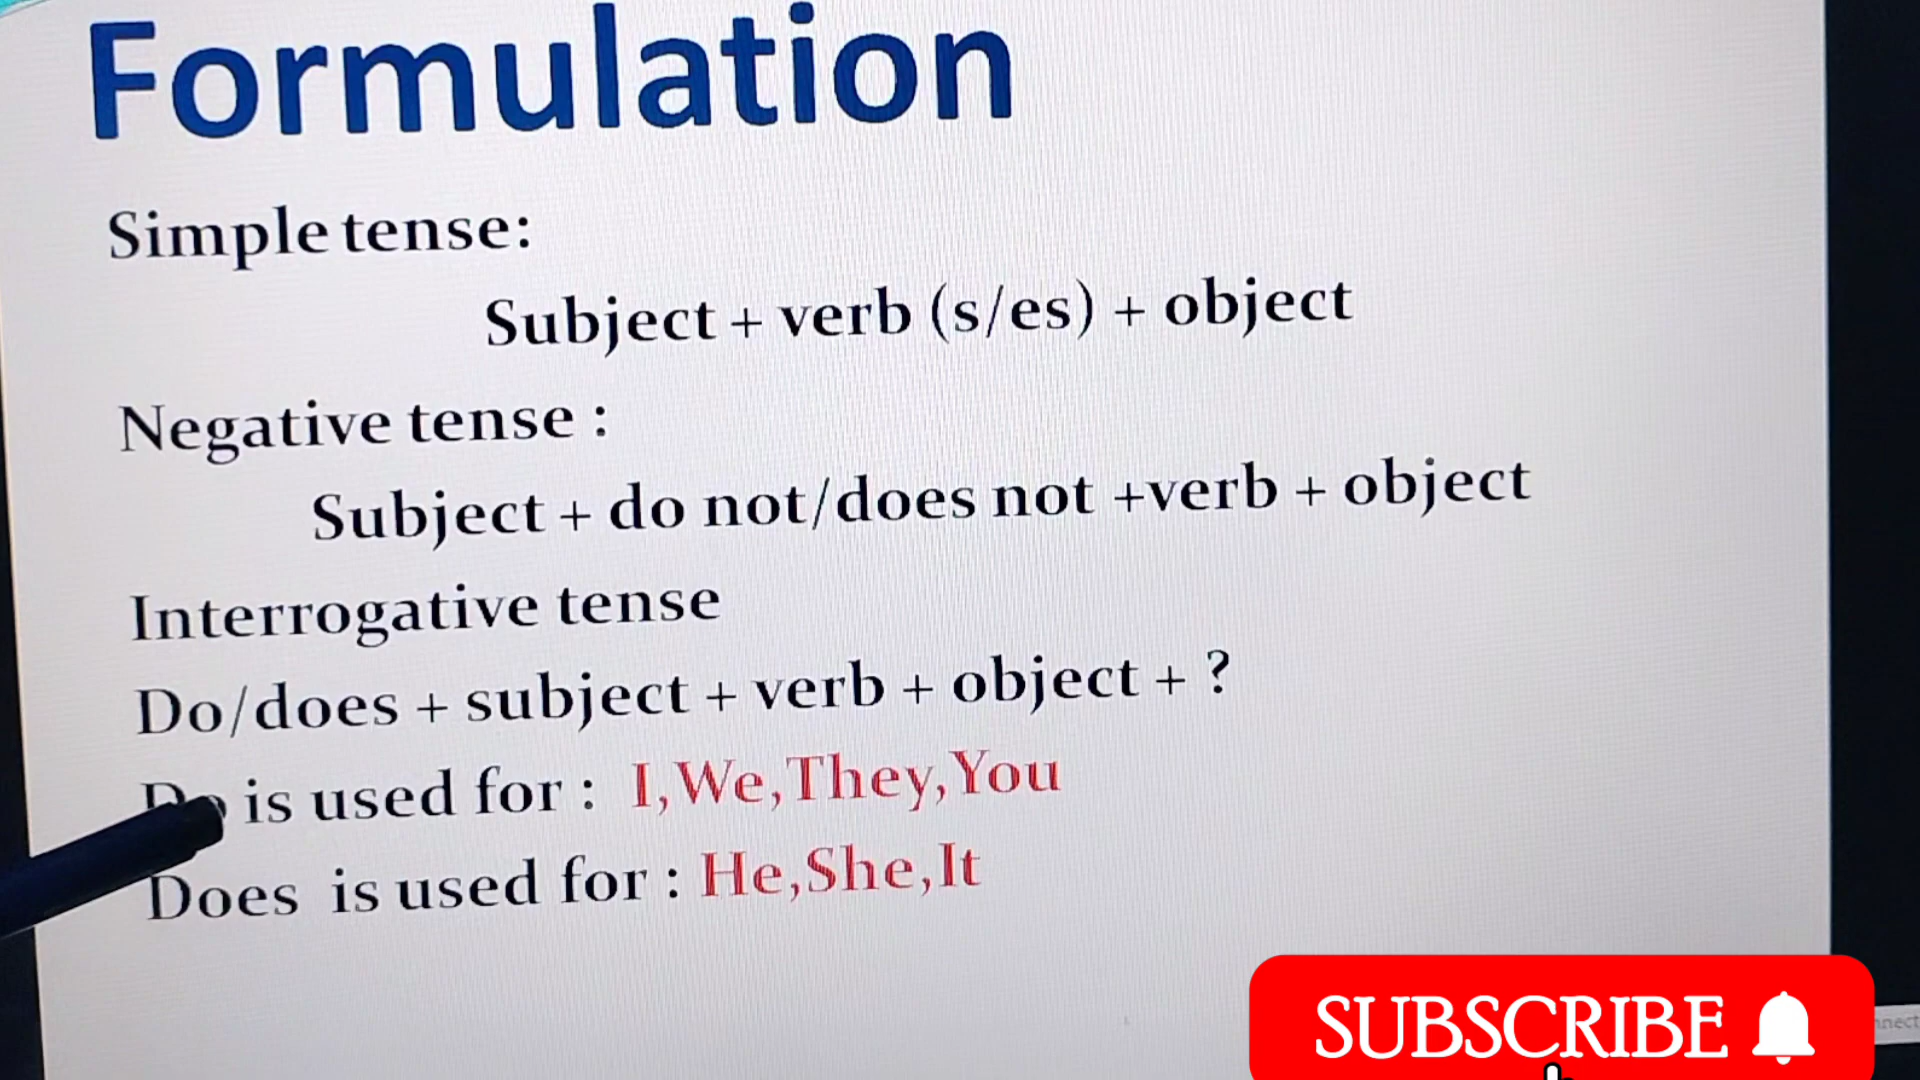 Formulation
Simple tense:
Subject + verb (s/es) + object
Negative tense :
Subject + do not/does not +verb + object
Interrogative tense
Do/does + subject + verb + object + ?
Do is used for : I,We,They,You
Does is used for : He,She,It
SUBSCRIBE